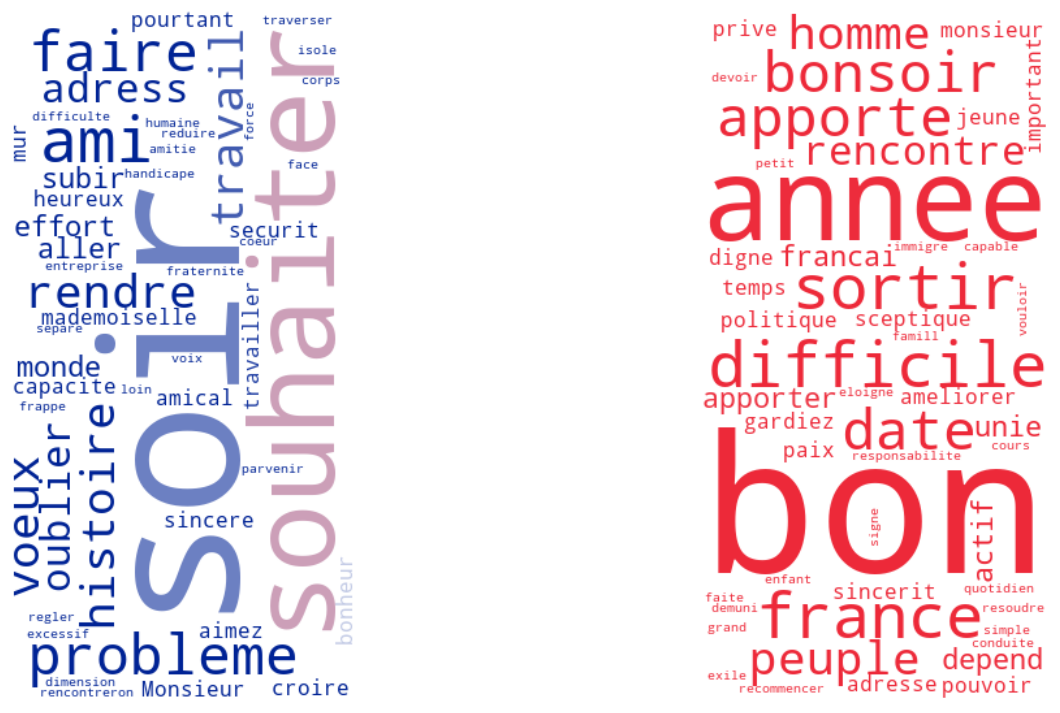 pourtant
traverser
faire
isole
adress
corps
travail
souhaiter
difficulte
humaine
reduire
force
mur
ami
amitie
face
subir
handicape
heureux
soir
effort
securit
coeur
aller
entreprise
fraternite
rendre
mademoiselle
separe
travailler
voix
monde
capacite
loin
amical
frappe
histoire
oublier
voeux
parvenir
sincere
bonheur
regler
excessif
aimez
probleme
dimension
rencontreron
Monsieur
croire
prive
homme
monsieur
important
devoir
bonsoir
apporte
jeune
petit
rencontre
annee
digne
francai
immigre
capable
temps
sortir
vouloir
politique
sceptique
famill
difficile
apporter
eloigne
ameliorer
gardiez
date
unie
paix
responsabilite
cours
bon
signe
actif
enfant
sincerit
quotidien
faite
demuni
france
resoudre
grand
simple
conduite
peuple
depend
exile
recommencer
adresse
pouvoir